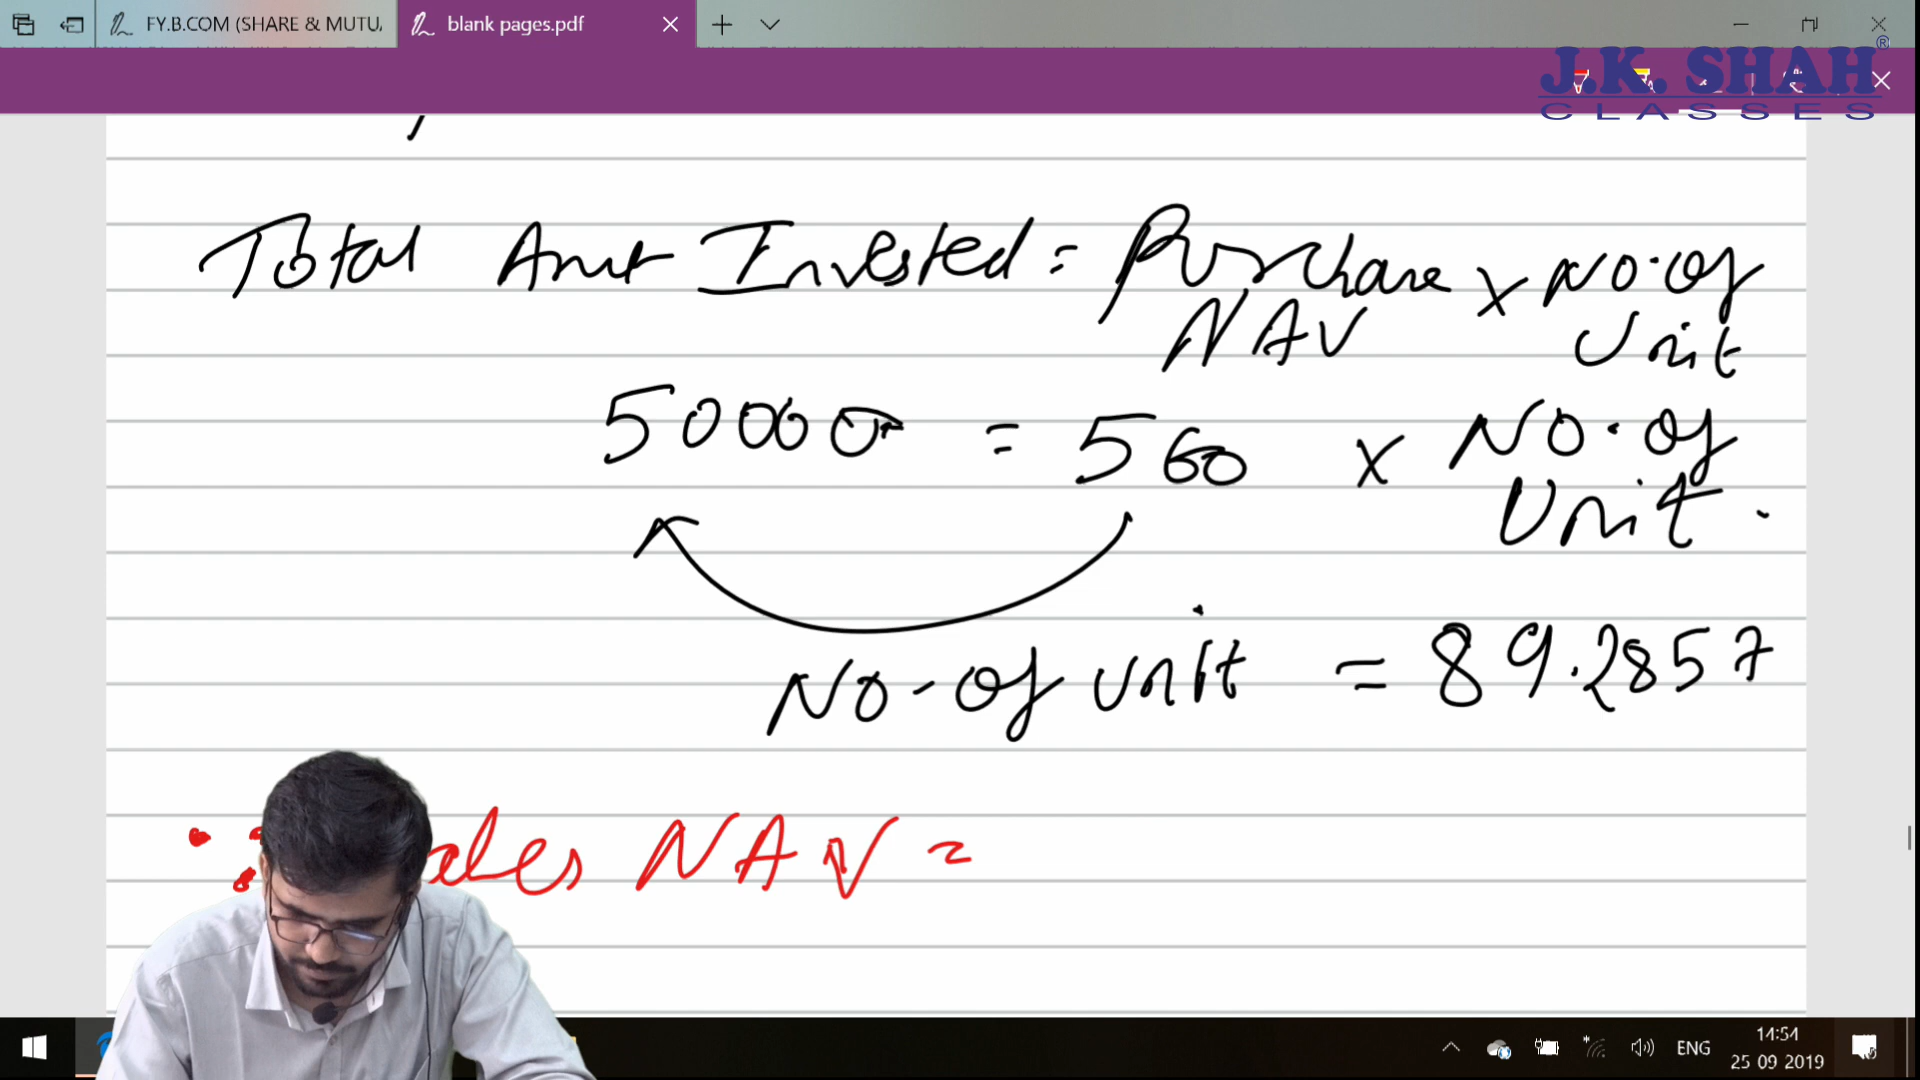 FY.B.COM (SHARE & MUTU
blank pages.pdf
J.K. SHAH®
CLASSES
Total Amt Invested = Purchase NAV × No. of Unit
50000 = 560 × No. of Unit.
No. of unit = 89.2857
NAV =
ENG
14:54
25-09-2019